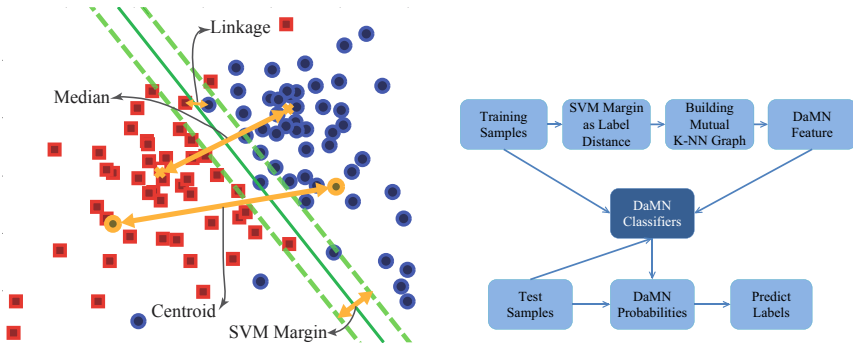 Linkage
Median
Centroid
SVM Margin
Training
Samples
SVM Margin
as Label
Distance
Building
Mutual
K-NN Graph
DaMN
Feature
DaMN
Classifiers
Test
Samples
DaMN
Probabilities
Predict
Labels